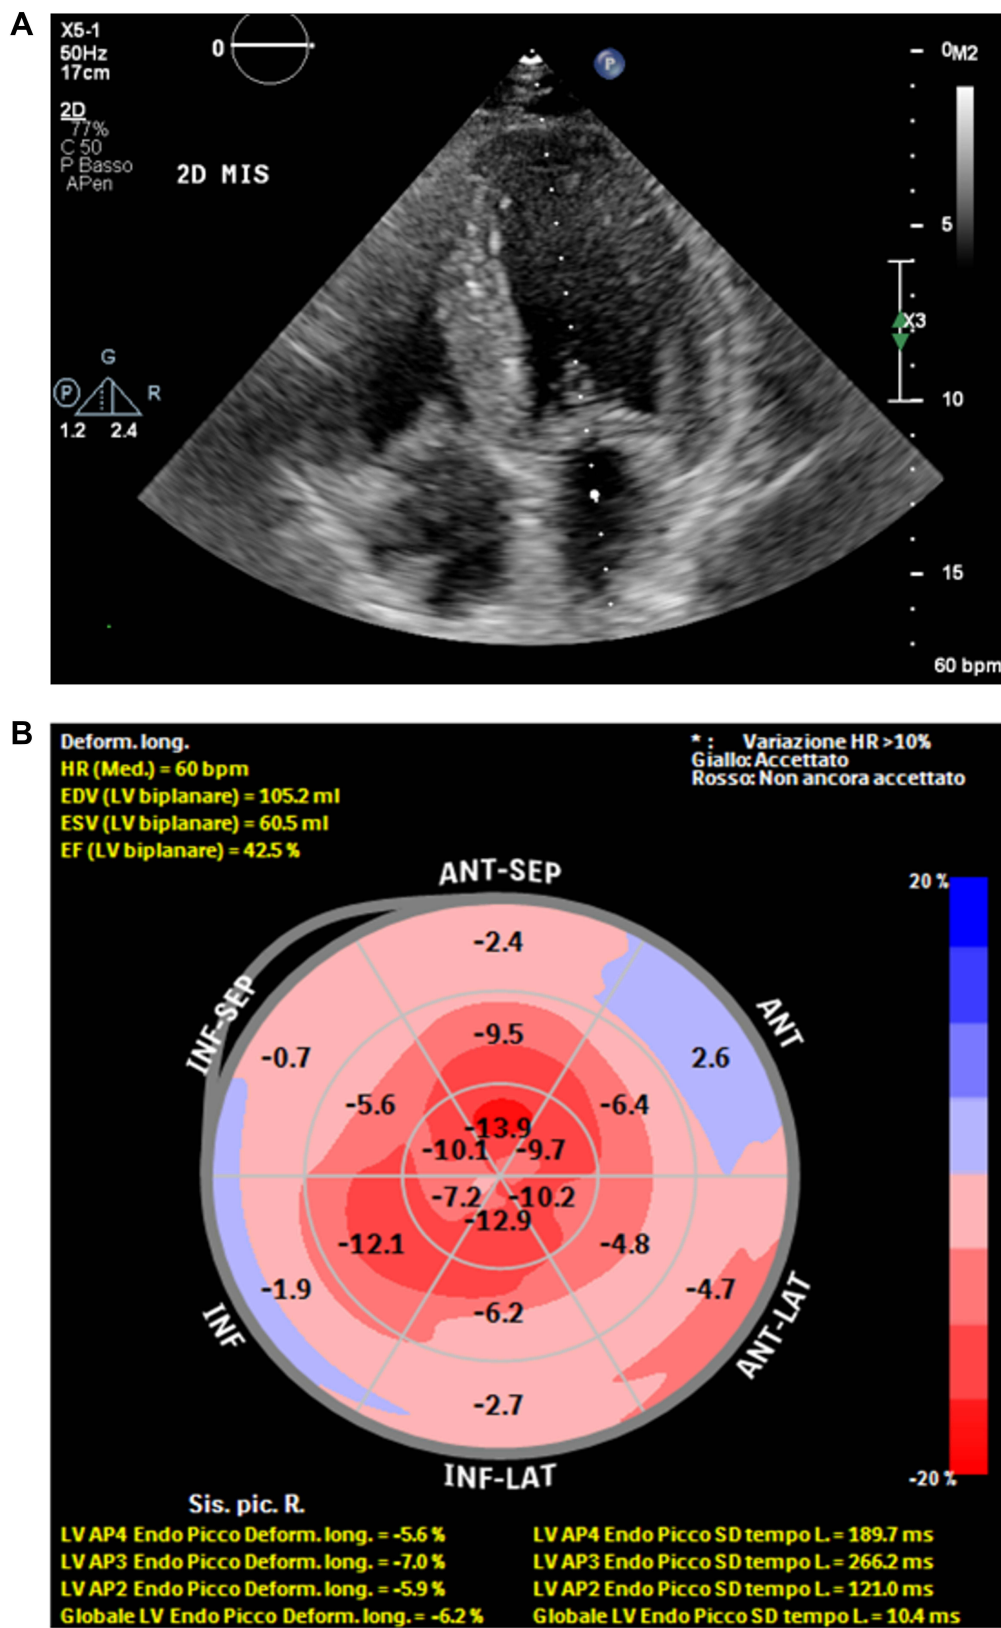 A
X5-1
50Hz
17cm
0
P
0M2
2D
77%
C 50
P Basso
APen
2D MIS
5
X3
G
P R
1.2 2.4
10
15
60 bpm
B
Deform. long.
HR (Med.) = 60 bpm
EDV (LV biplanare) = 105.2 ml
ESV (LV biplanare) = 60.5 ml
EF (LV biplanare) = 42.5 %
* : Variazione HR >10%
Giallo: Accettato
Rosso: Non ancora accettato
ANT-SEP
20 %
-2.4
INF-SEP
ANT
-9.5
-0.7
2.6
-5.6
-6.4
-13.9
-10.1
-9.7
-7.2
-10.2
-12.9
-12.1
-4.8
-1.9
-4.7
-6.2
INF
ANT-LAT
-2.7
INF-LAT
-20 %
Sis. pic. R.
LV AP4 Endo Picco Deform. long. = -5.6 % LV AP4 Endo Picco SD tempo L. = 189.7 ms
LV AP3 Endo Picco Deform. long. = -7.0 % LV AP3 Endo Picco SD tempo L. = 266.2 ms
LV AP2 Endo Picco Deform. long. = -5.9 % LV AP2 Endo Picco SD tempo L. = 121.0 ms
Globale LV Endo Picco Deform. long. = -6.2 % Globale LV Endo Picco SD tempo L. = 10.4 ms